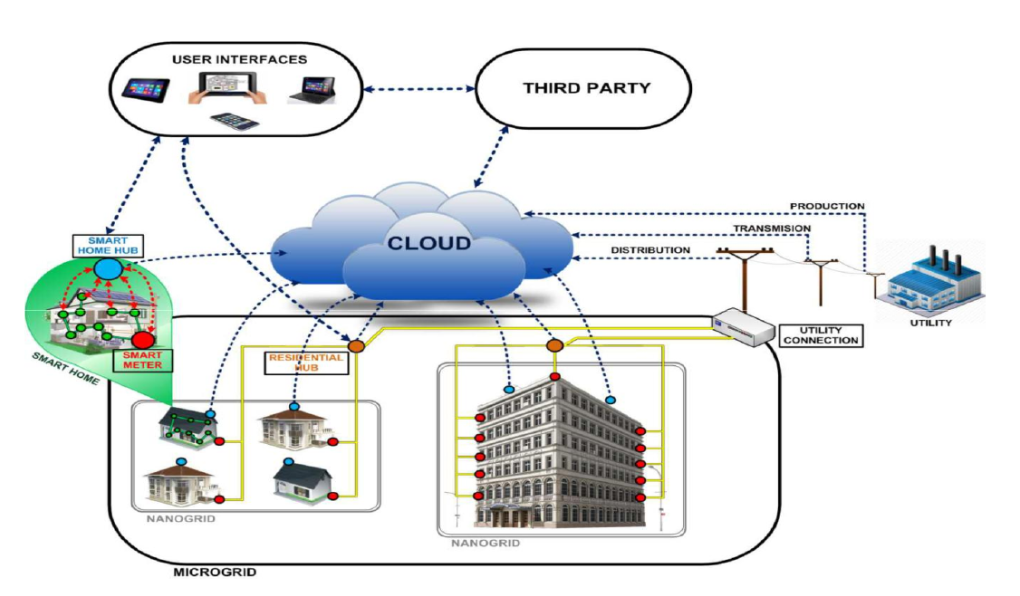 USER INTERFACES
THIRD PARTY
CLOUD
PRODUCTION
TRANSMISION
DISTRIBUTION
UTILITY
UTILITY
CONNECTION
SMART
HOME HUB
SMART
METER
SMART HOME
RESIDENTIAL
HUB
NANOGRID
NANOGRID
MICROGRID